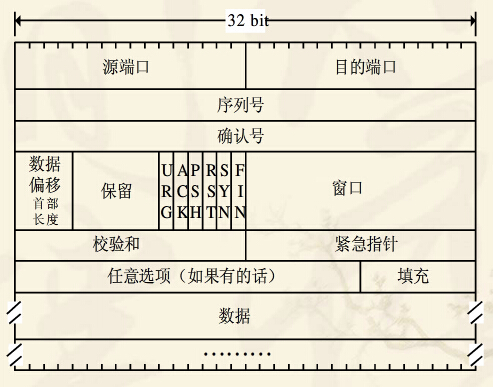 32 bit
源端口 目的端口
序列号
确认号
数据
偏移
首部
长度
保留
URG
ACK
PSH
RST
SYN
FIN
窗口
校验和 紧急指针
任意选项（如果有的话） 填充
数据
………